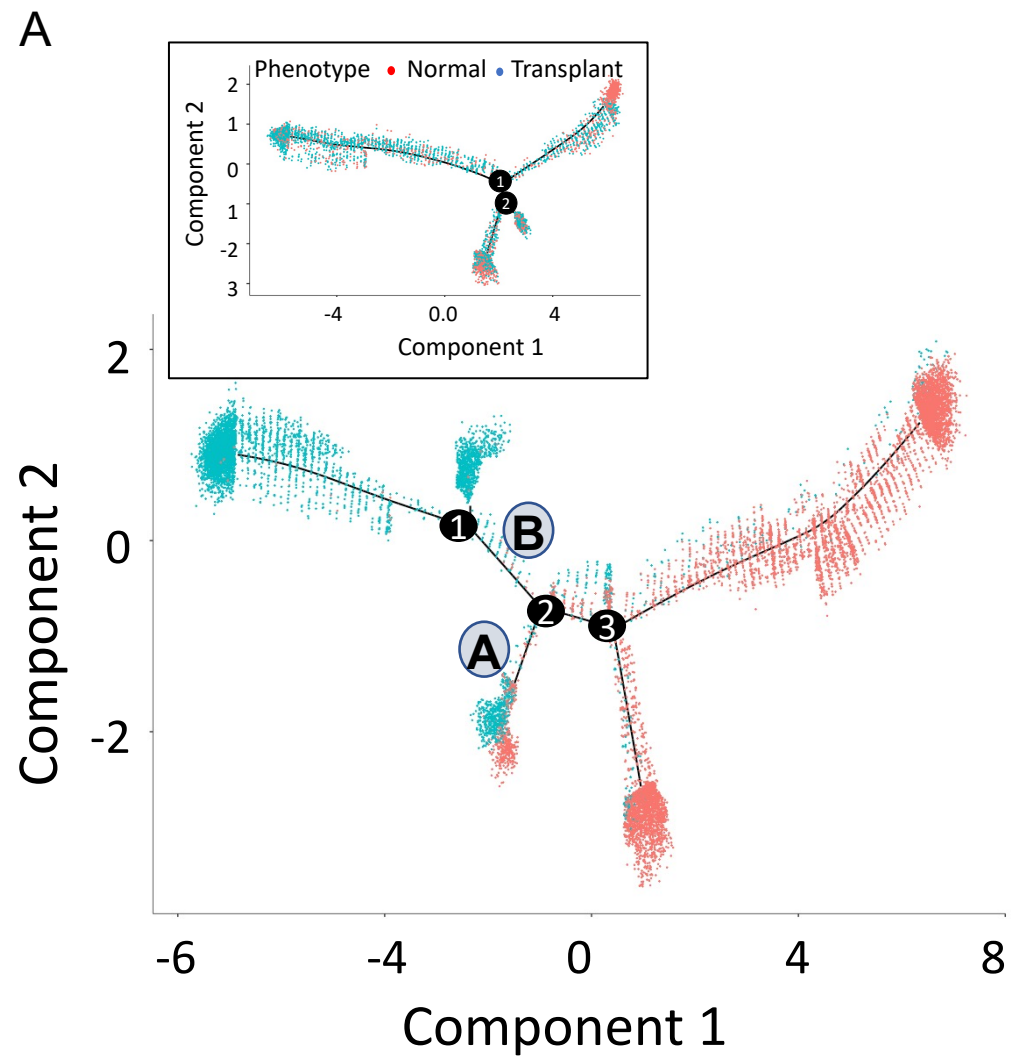 A
Phenotype • Normal • Transplant
Component 2
2
1
0
1
-2
3
1
2
-4 0.0 4
Component 1
Component 2
2
0
-2
1
B
2
3
A
-6 -4 0 4 8
Component 1